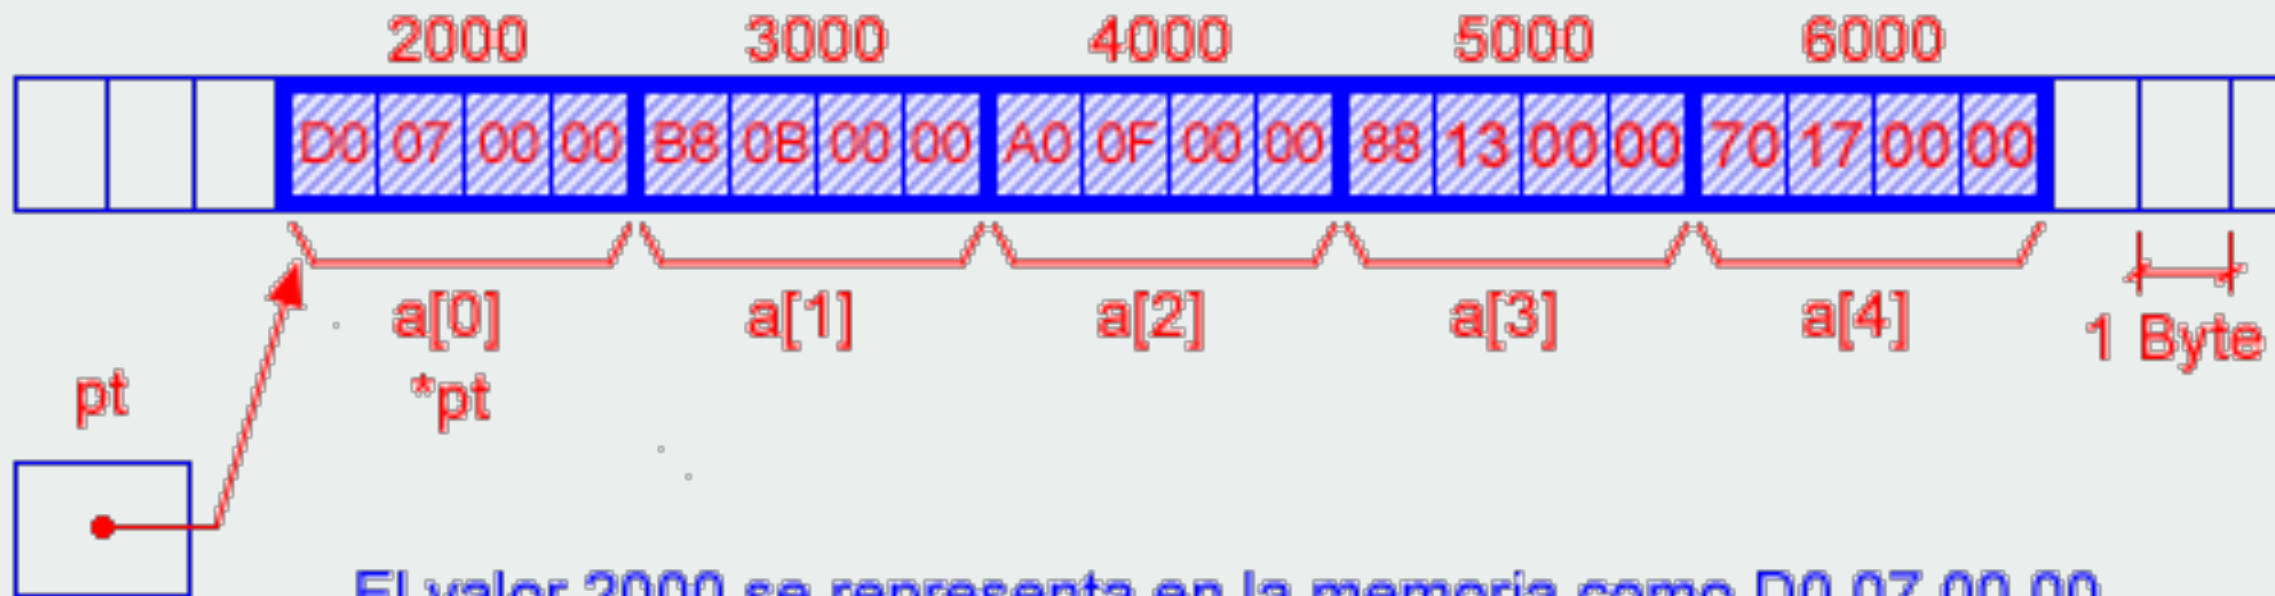 2000 3000 4000 5000 6000
D0 07 00 00 B8 0B 00 00 A0 0F 00 00 88 13 00 00 70 17 00 00
a[0] a[1] a[2] a[3] a[4] 1 Byte
pt *pt
El valor 2000 se representa en la memoria como D0 07 00 00